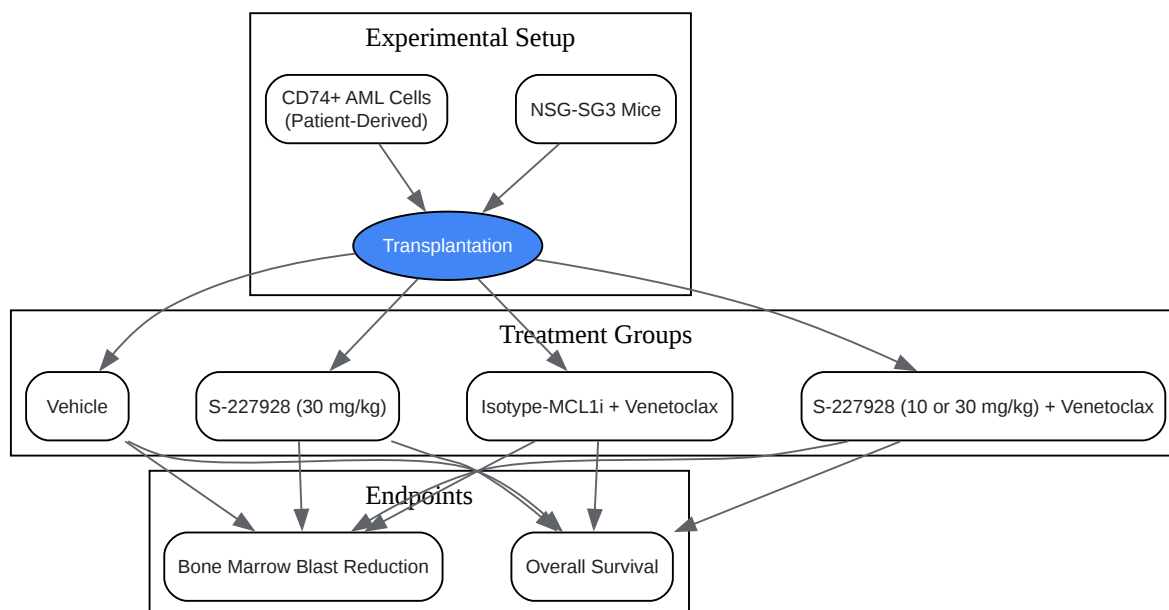 Experimental Setup
CD74+ AML Cells
(Patient-Derived)
NSG-SG3 Mice
Transplantation
Treatment Groups
Vehicle
S-227928 (30 mg/kg)
Isotype-MCL1i + Venetoclax
S-227928 (10 or 30 mg/kg) + Venetoclax
Endpoints
Bone Marrow Blast Reduction
Overall Survival